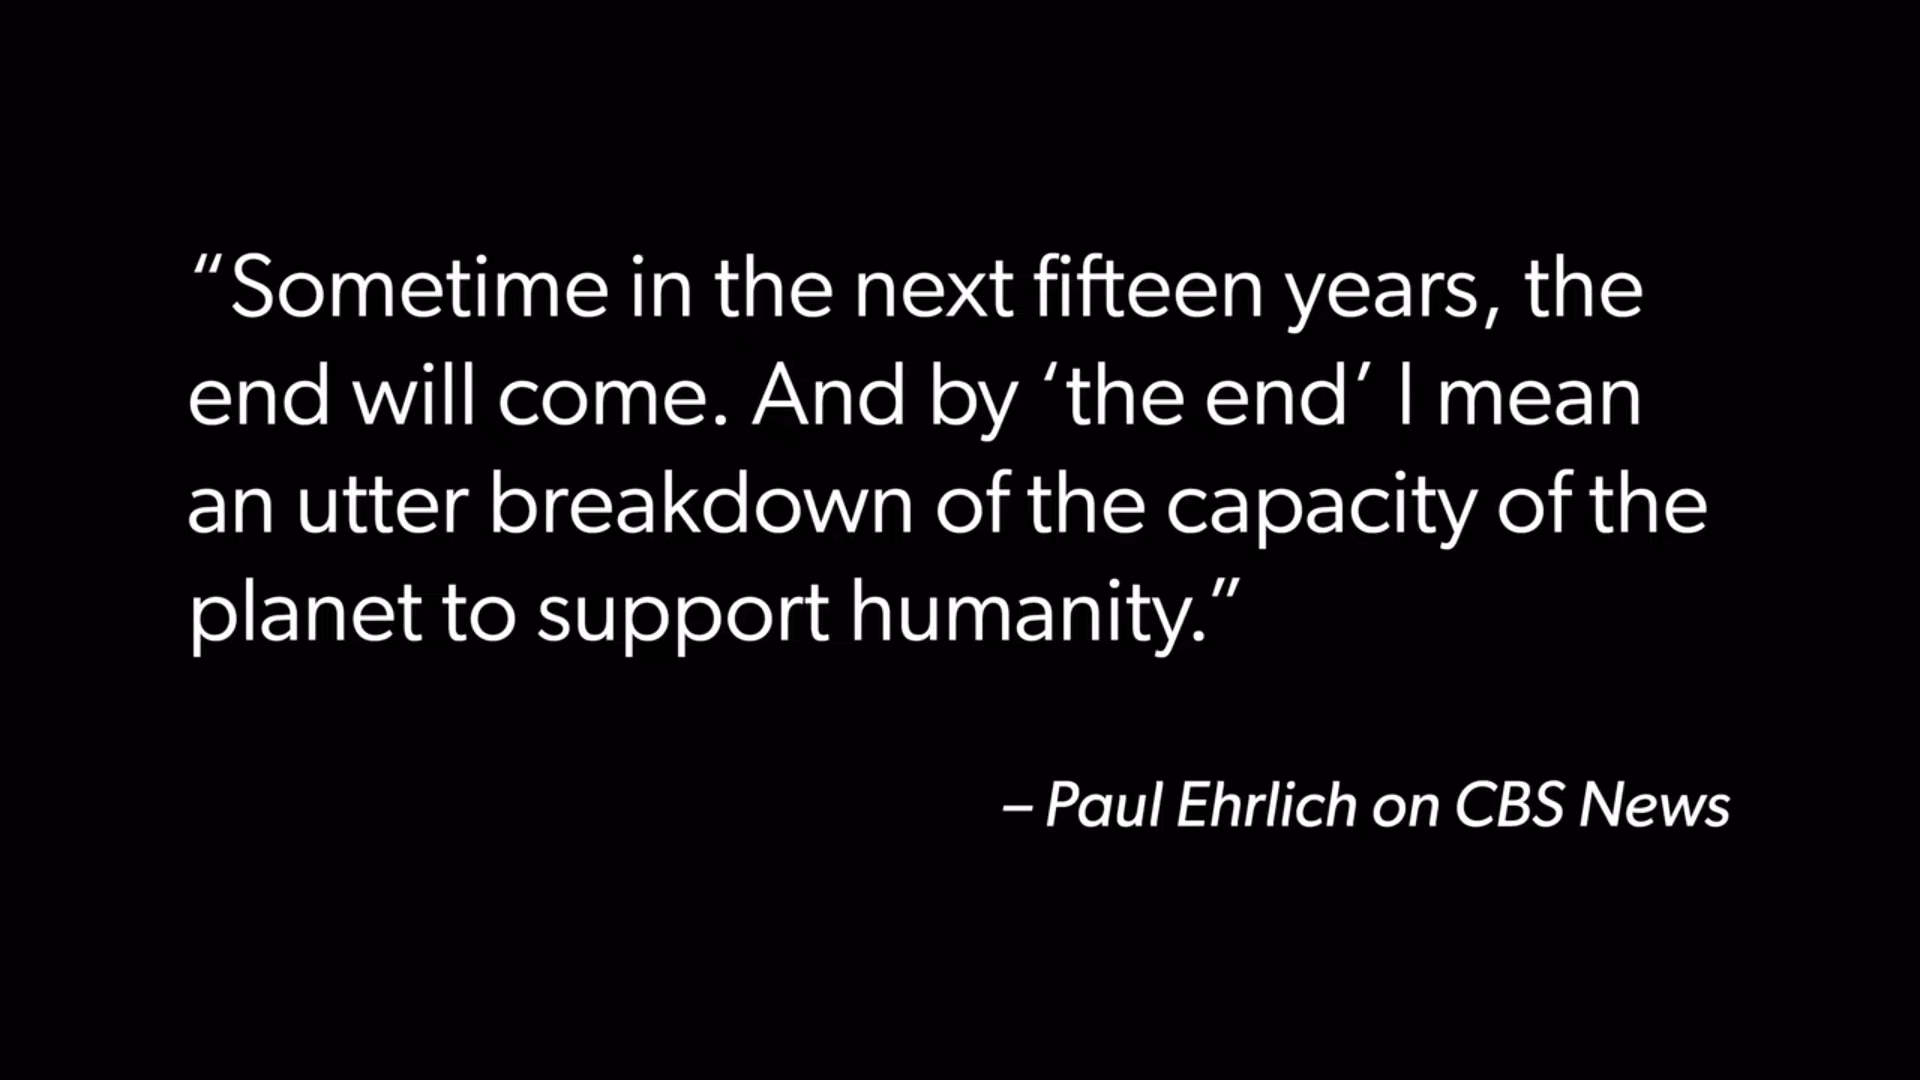 “Sometime in the next fifteen years, the
end will come. And by ‘the end’ I mean
an utter breakdown of the capacity of the
planet to support humanity.”
– Paul Ehrlich on CBS News